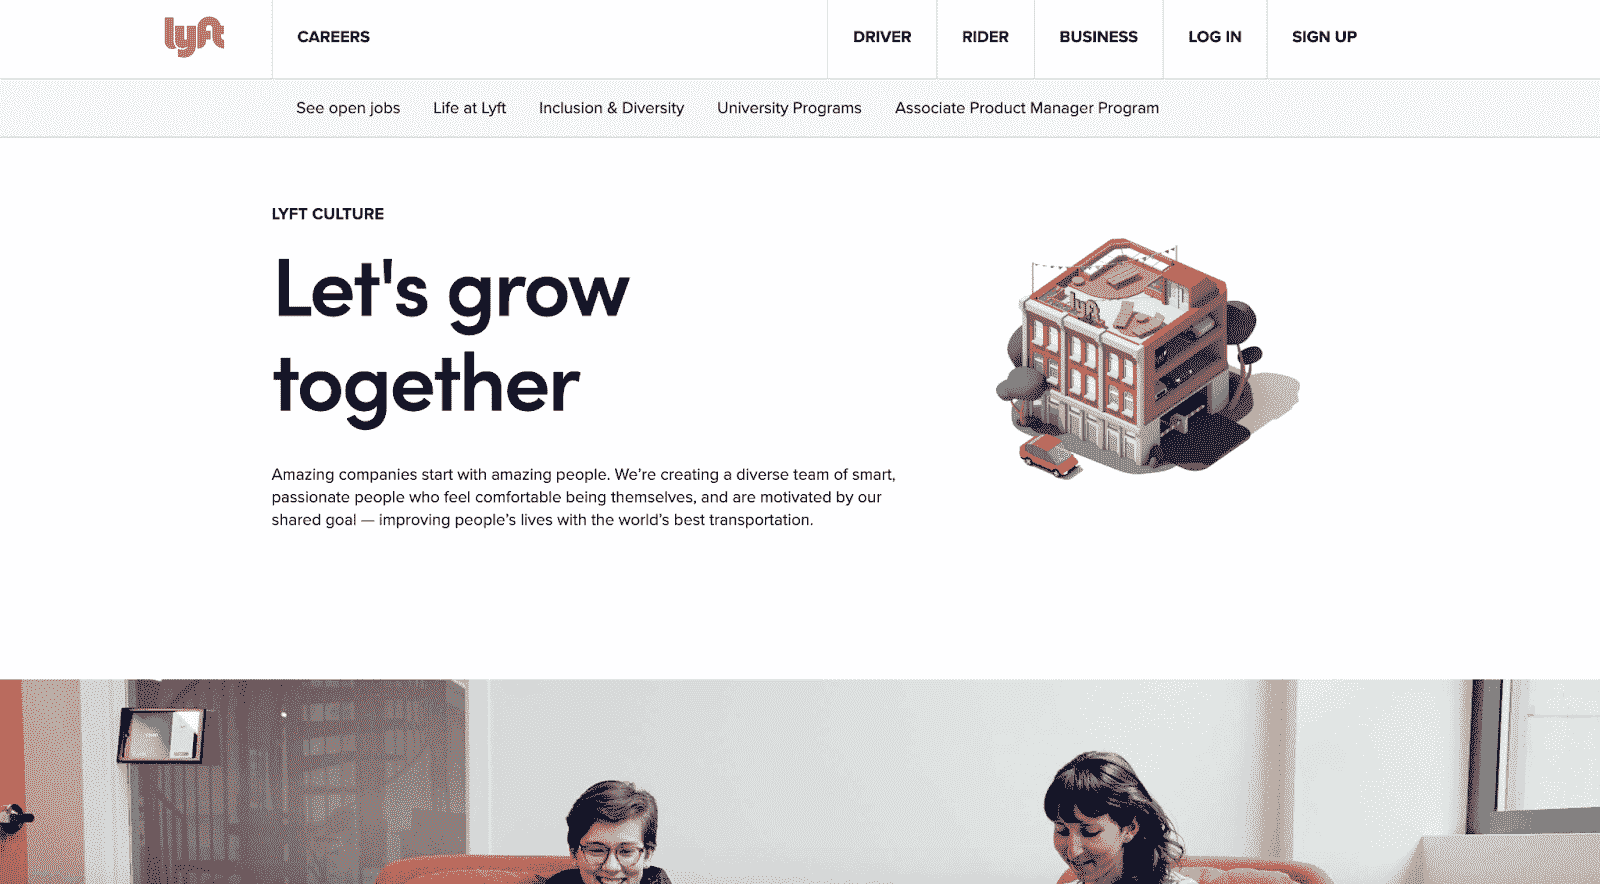 lyft
CAREERS
DRIVER
RIDER
BUSINESS
LOG IN
SIGN UP
See open jobs
Life at Lyft
Inclusion & Diversity
University Programs
Associate Product Manager Program
LYFT CULTURE
Let's grow
together
Amazing companies start with amazing people. We’re creating a diverse team of smart,
passionate people who feel comfortable being themselves, and are motivated by our
shared goal — improving people’s lives with the world’s best transportation.
lyft